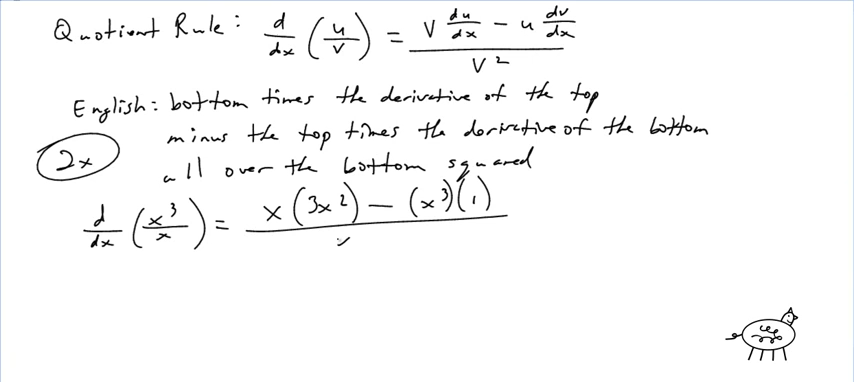 Quotient Rule: d/dx (u/v) = (v du/dx - u dv/dx) / v²
English: bottom times the derivative of the top
minus the top times the derivative of the bottom
2x
all over the bottom squared
d/dx (x³/x) = x(3x²) - (x³)(1)